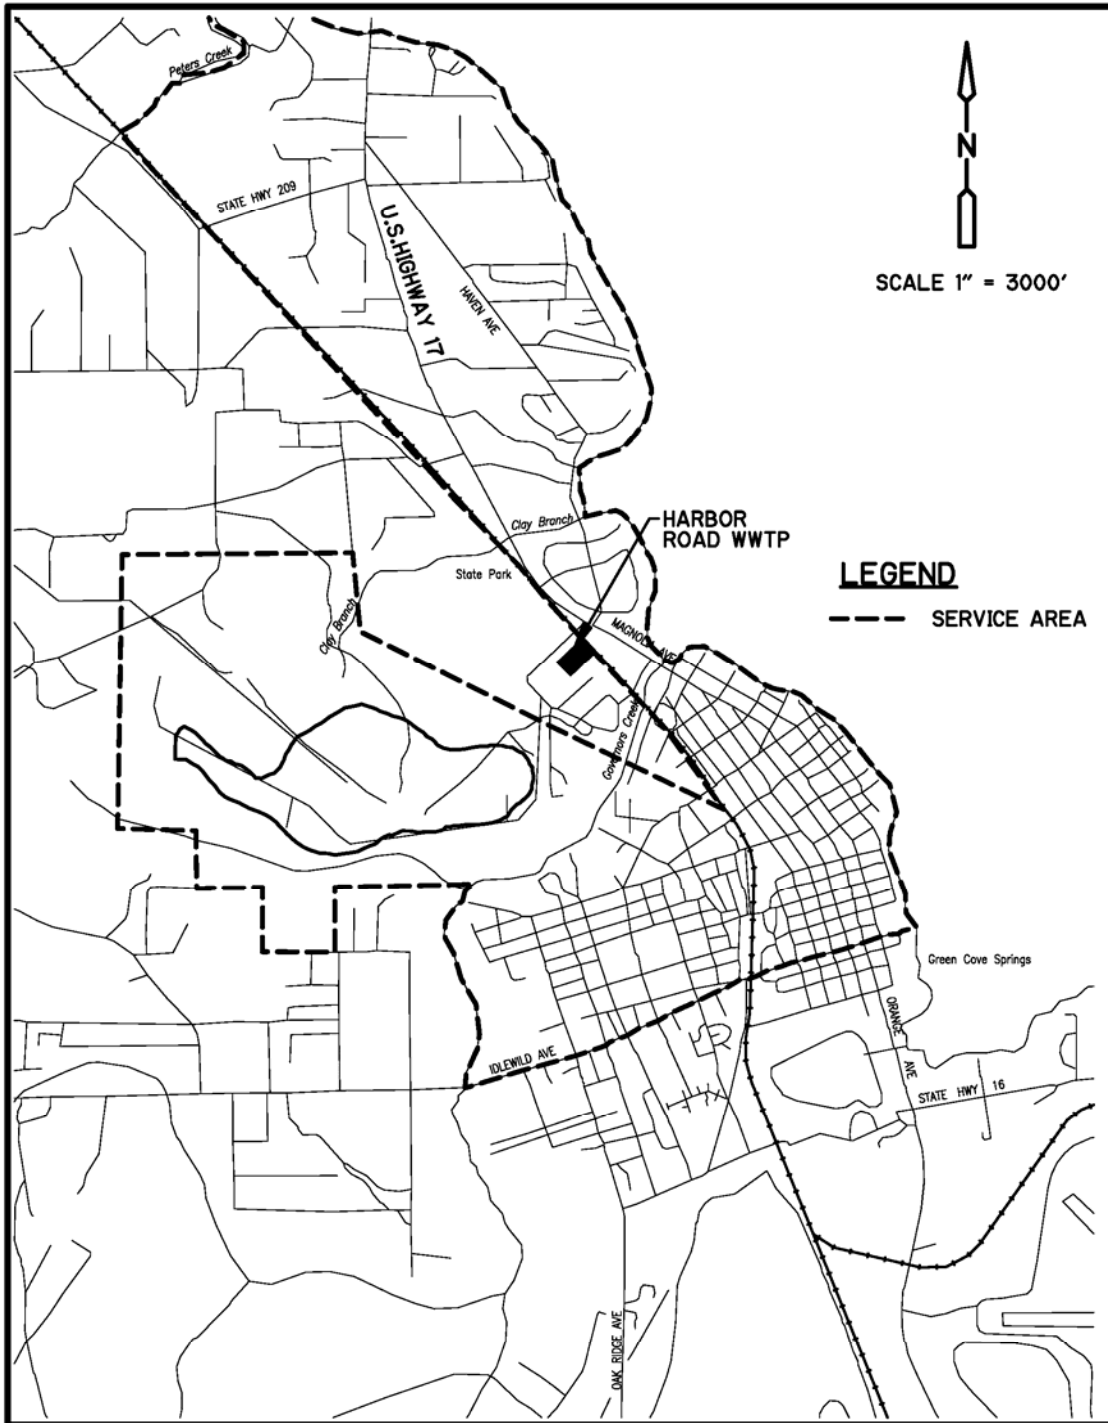 Peters Creek
N
STATE HWY 209
U.S.HIGHWAY 17
SCALE 1" = 3000'
HAVEN AVE
HARBOR
ROAD WWTP
Clay Branch
State Park
LEGEND
SERVICE AREA
Clay Branch
MAGNOLIA AVE
Governors Creek
Green Cove Springs
ORANGE AVE
IDLEWILD AVE
STATE HWY 16
OAK RIDGE AVE